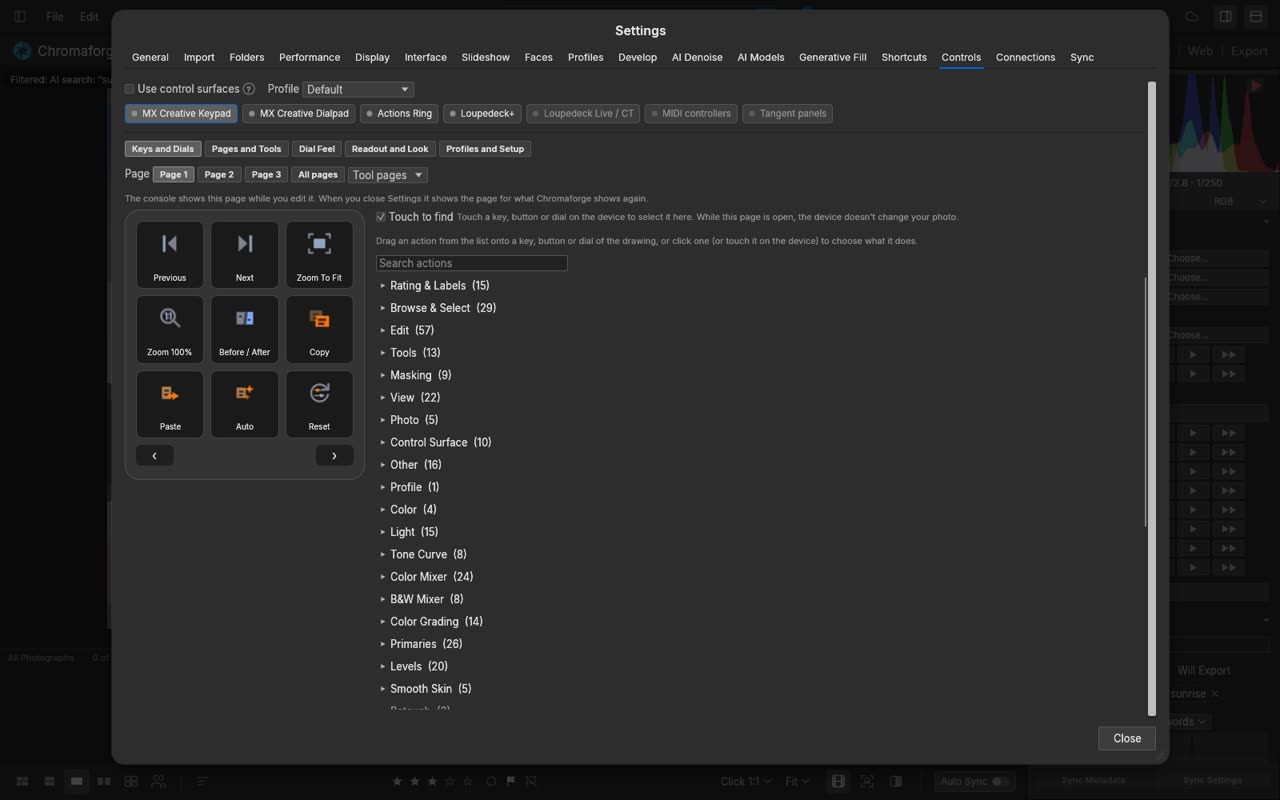 File Edit
Settings
Chromaforg
Web Export
General Import Folders Performance Display Interface Slideshow Faces Profiles Develop AI Denoise AI Models Generative Fill Shortcuts Controls Connections Sync
Filtered: AI search: "su
Use control surfaces ? Profile Default
MX Creative Keypad MX Creative Dialpad Actions Ring Loupedeck+ Loupedeck Live / CT MIDI controllers Tangent panels
Keys and Dials Pages and Tools Dial Feel Readout and Look Profiles and Setup
Page Page 1 Page 2 Page 3 All pages Tool pages
/2.8 · 1/250
RGB
The console shows this page while you edit it. When you close Settings it shows the page for what Chromaforge shows again.
Touch to find Touch a key, button or dial on the device to select it here. While this page is open, the device doesn't change your photo.
Drag an action from the list onto a key, button or dial of the drawing, or click one (or touch it on the device) to choose what it does.
Search actions
Previous Next Zoom To Fit
Zoom 100% Before / After Copy
Paste Auto Reset
Rating & Labels (15)
Browse & Select (29)
Edit (57)
Tools (13)
Masking (9)
View (22)
Photo (5)
Control Surface (10)
Other (16)
Profile (1)
Color (4)
Light (15)
Tone Curve (8)
Color Mixer (24)
B&W Mixer (8)
Color Grading (14)
Primaries (26)
Levels (20)
Smooth Skin (5)
Choose...
Choose...
Choose...
Choose...
All Photographs 0 of
Will Export
sunrise
words
Close
Click 1:1 Fit Auto Sync Sync Metadata Sync Settings